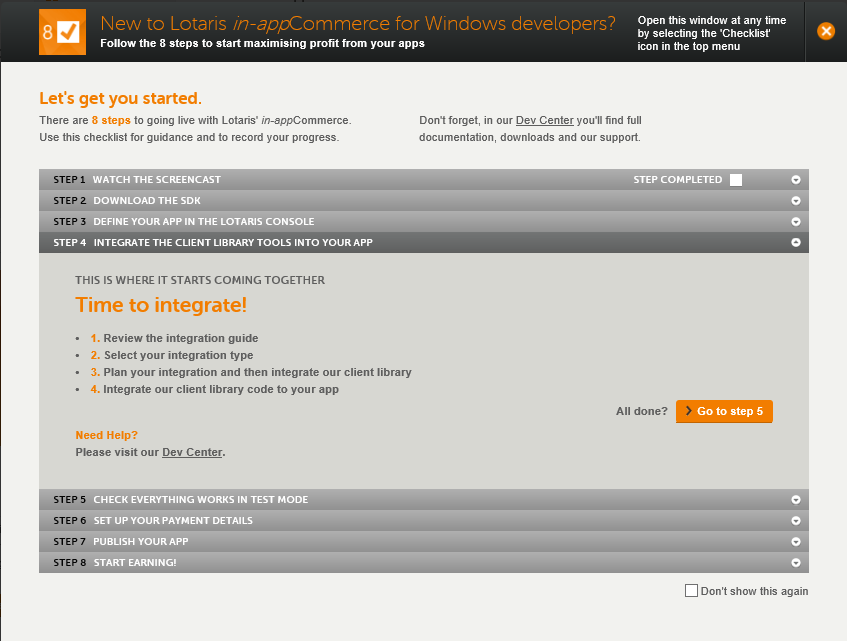 8
New to Lotaris in-appCommerce for Windows developers?
Follow the 8 steps to start maximising profit from your apps
Open this window at any time
by selecting the 'Checklist'
icon in the top menu
Let's get you started.
There are 8 steps to going live with Lotaris' in-appCommerce.
Use this checklist for guidance and to record your progress.
Don't forget, in our Dev Center you'll find full
documentation, downloads and our support.
STEP 1 WATCH THE SCREENCAST STEP COMPLETED
STEP 2 DOWNLOAD THE SDK
STEP 3 DEFINE YOUR APP IN THE LOTARIS CONSOLE
STEP 4 INTEGRATE THE CLIENT LIBRARY TOOLS INTO YOUR APP
THIS IS WHERE IT STARTS COMING TOGETHER
Time to integrate!
• 1. Review the integration guide
• 2. Select your integration type
• 3. Plan your integration and then integrate our client library
• 4. Integrate our client library code to your app
All done? Go to step 5
Need Help?
Please visit our Dev Center.
STEP 5 CHECK EVERYTHING WORKS IN TEST MODE
STEP 6 SET UP YOUR PAYMENT DETAILS
STEP 7 PUBLISH YOUR APP
STEP 8 START EARNING!
Don't show this again